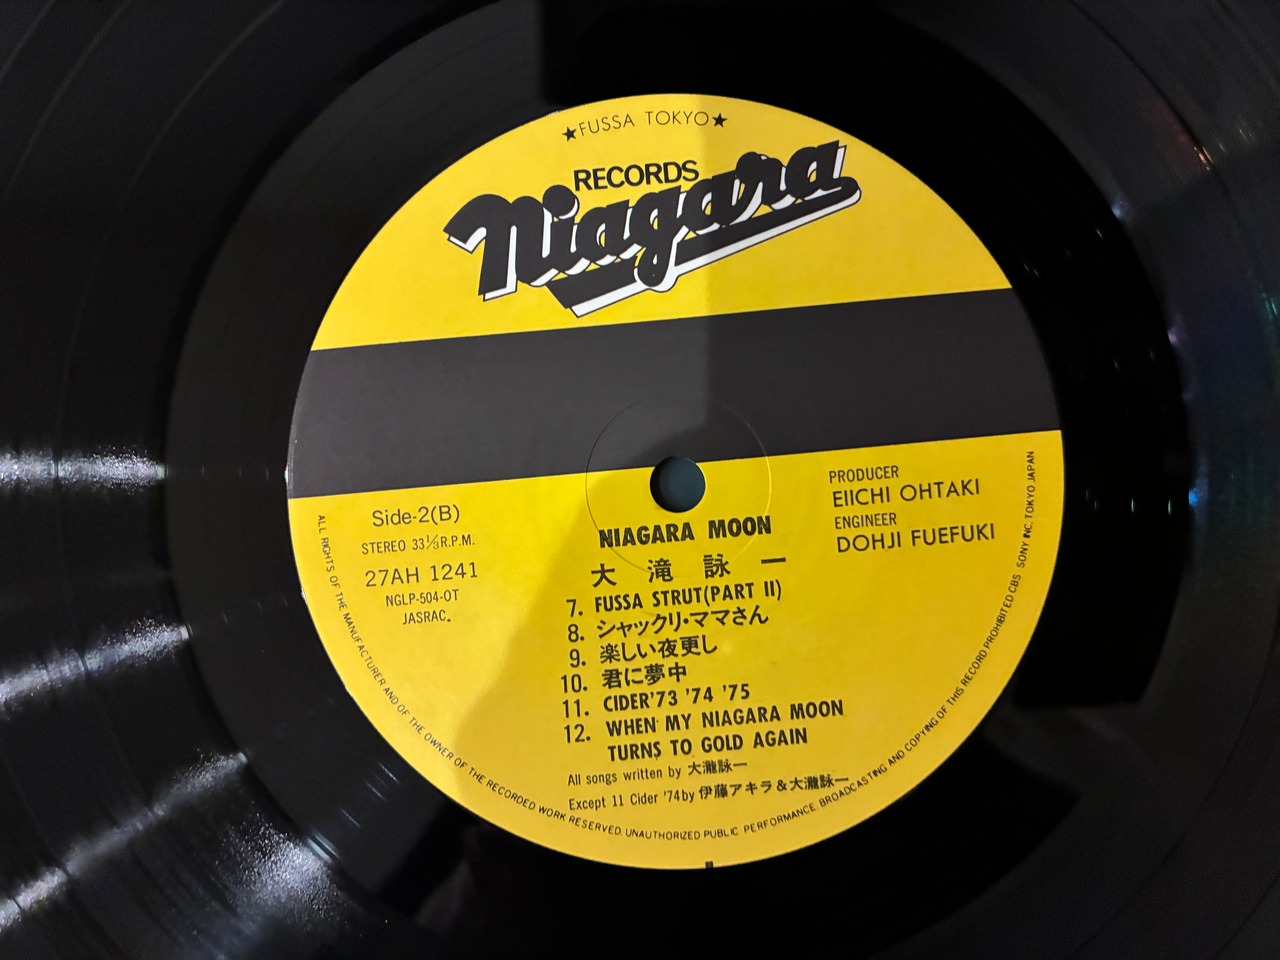 ★FUSSA TOKYO★
RECORDS
Niagara
Side-2(B)
STEREO 33⅓R.P.M.
27AH 1241
NGLP-504-OT
JASRAC.
PRODUCER
EIICHI OHTAKI
ENGINEER
DOHJI FUEFUKI
NIAGARA MOON
大滝詠一
7. FUSSA STRUT(PART II)
8. シャックリ・ママさん
9. 楽しい夜更し
10. 君に夢中
11. CIDER'73 '74 '75
12. WHEN MY NIAGARA MOON
TURNS TO GOLD AGAIN
All songs written by 大瀧詠一
Except 11 Cider '74by 伊藤アキラ&大瀧詠一
ALL RIGHTS OF THE MANUFACTURER AND OF THE OWNER OF THE RECORDED WORK RESERVED. UNAUTHORIZED PUBLIC PERFORMANCE. BROADCASTING AND COPYING OF THIS RECORD PROHIBITED CBS SONY INC. TOKYO JAPAN